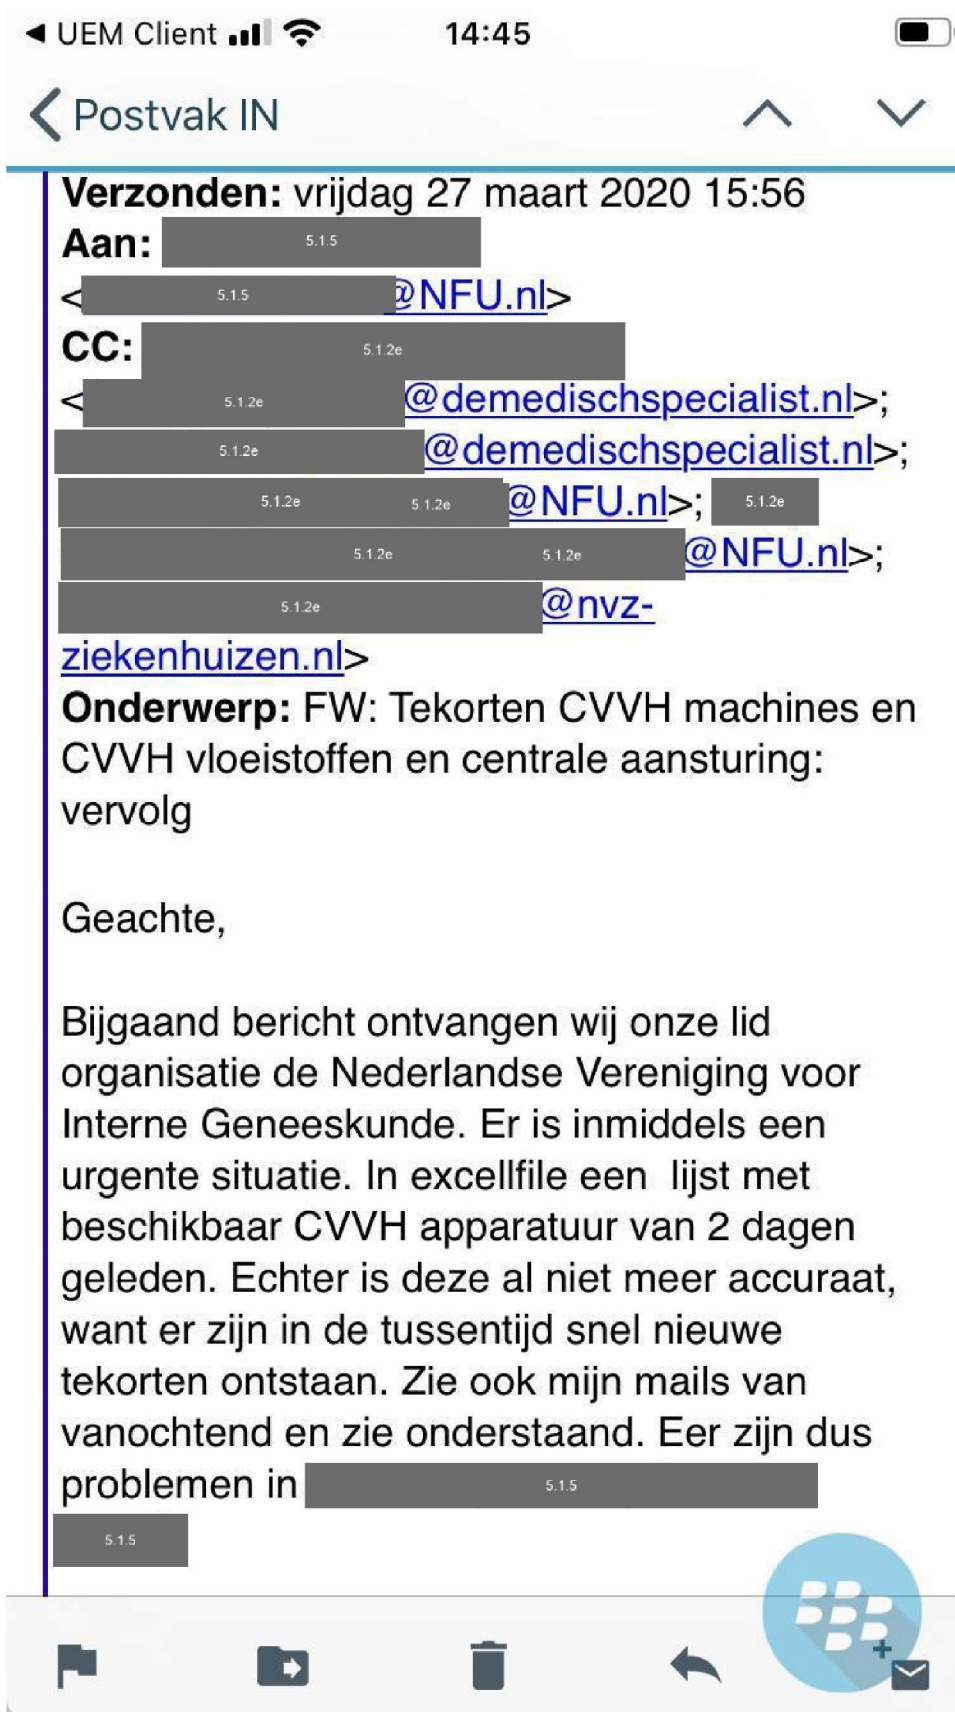 ◀ UEM Client 14:45
Postvak IN
Verzonden: vrijdag 27 maart 2020 15:56
Aan: 5.1.5
< 5.1.5 @NFU.nl>
CC: 5.1.2e
< 5.1.2e @demedischspecialist.nl>;
5.1.2e @demedischspecialist.nl>;
5.1.2e 5.1.2e @NFU.nl>; 5.1.2e
5.1.2e 5.1.2e @NFU.nl>;
5.1.2e @nvz-
ziekenhuizen.nl>
Onderwerp: FW: Tekorten CVVH machines en
CVVH vloeistoffen en centrale aansturing:
vervolg
Geachte,
Bijgaand bericht ontvangen wij onze lid
organisatie de Nederlandse Vereniging voor
Interne Geneeskunde. Er is inmiddels een
urgente situatie. In excellfile een  lijst met
beschikbaar CVVH apparatuur van 2 dagen
geleden. Echter is deze al niet meer accuraat,
want er zijn in de tussentijd snel nieuwe
tekorten ontstaan. Zie ook mijn mails van
vanochtend en zie onderstaand. Eer zijn dus
problemen in 5.1.5
5.1.5